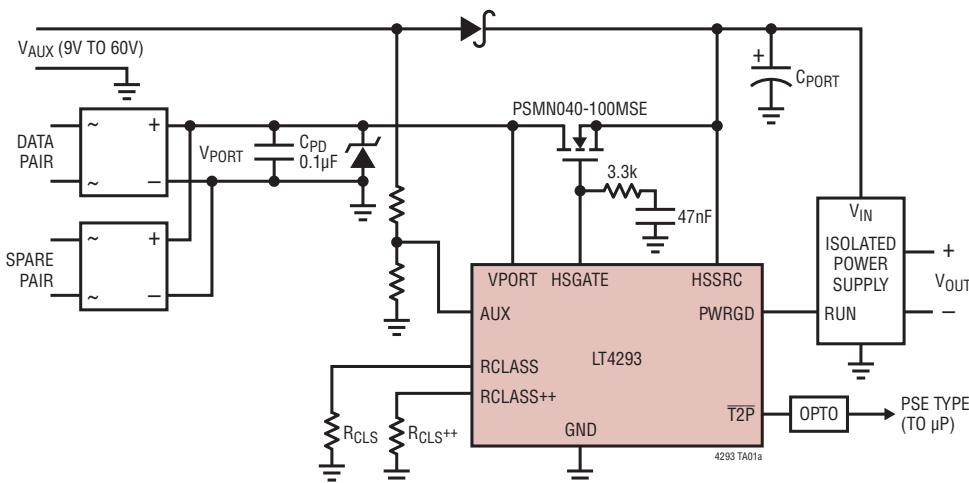 VAUX (9V TO 60V)
CPORT
PSMN040-100MSE
~ +
DATA
PAIR
VPORT
CPD
0.1µF
~ −
3.3k
47nF
~ +
SPARE
PAIR
~ −
VIN
ISOLATED
POWER
SUPPLY
RUN
+
VOUT
−
+
VPORT HSGATE HSSRC
AUX PWRGD
LT4293
RCLASS
RCLASS++
T2P
GND
OPTO
PSE TYPE
(TO µP)
RCLS
RCLS++
4293 TA01a